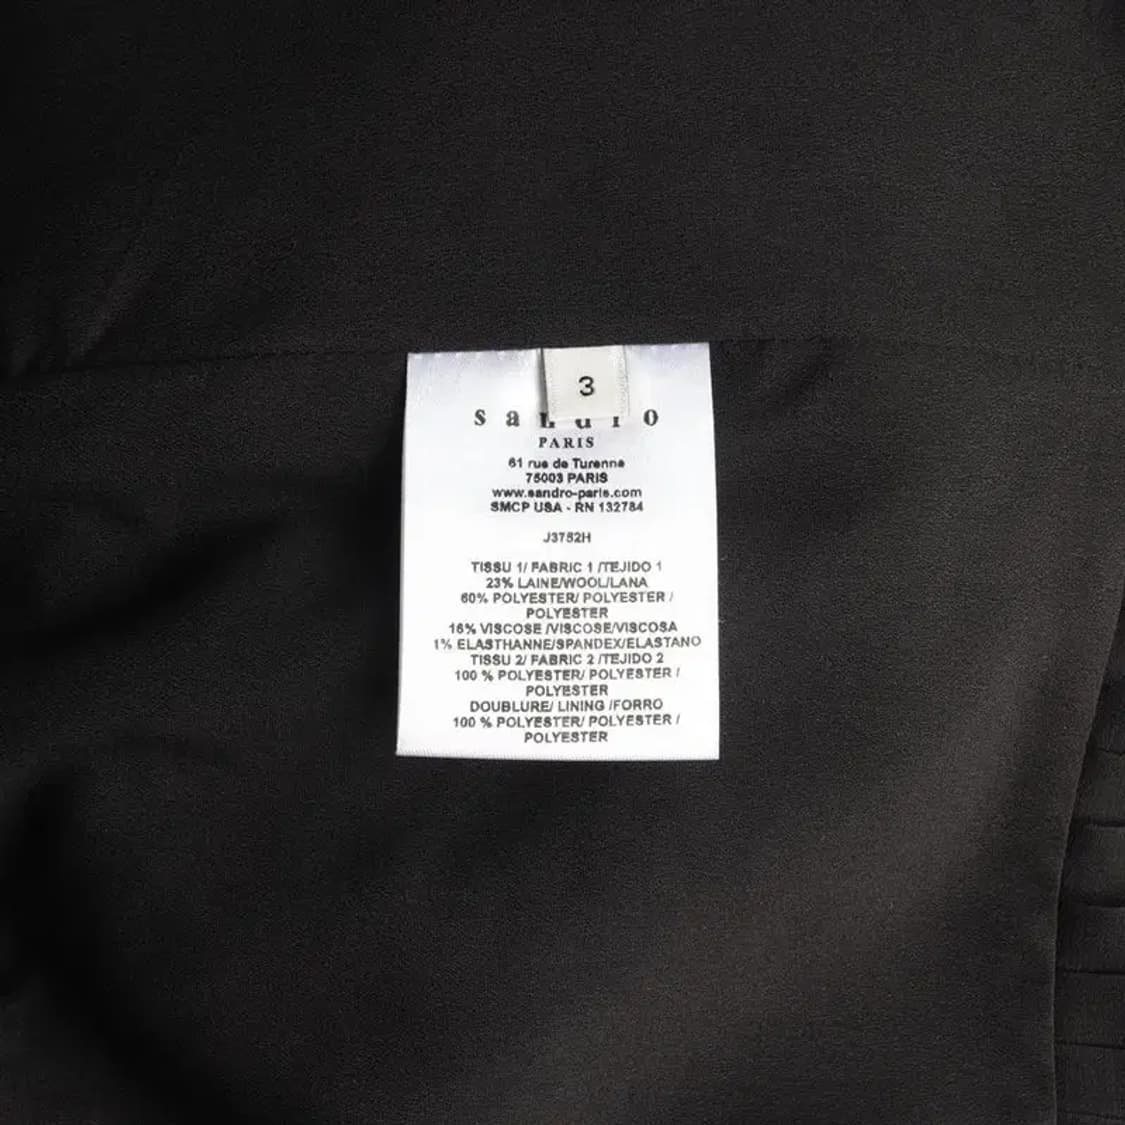 3
sandro
PARIS
61 rue de Turenne
75003 PARIS
www.sandro-paris.com
SMCP USA - RN 132784
J3752H
TISSU 1/ FABRIC 1 /TEJIDO 1
23% LAINE/WOOL/LANA
60% POLYESTER/ POLYESTER /
POLYESTER
16% VISCOSE /VISCOSE/VISCOSA
1% ELASTHANNE/SPANDEX/ELASTANO
TISSU 2/ FABRIC 2 /TEJIDO 2
100 % POLYESTER/ POLYESTER /
POLYESTER
DOUBLURE/ LINING /FORRO
100 % POLYESTER/ POLYESTER /
POLYESTER